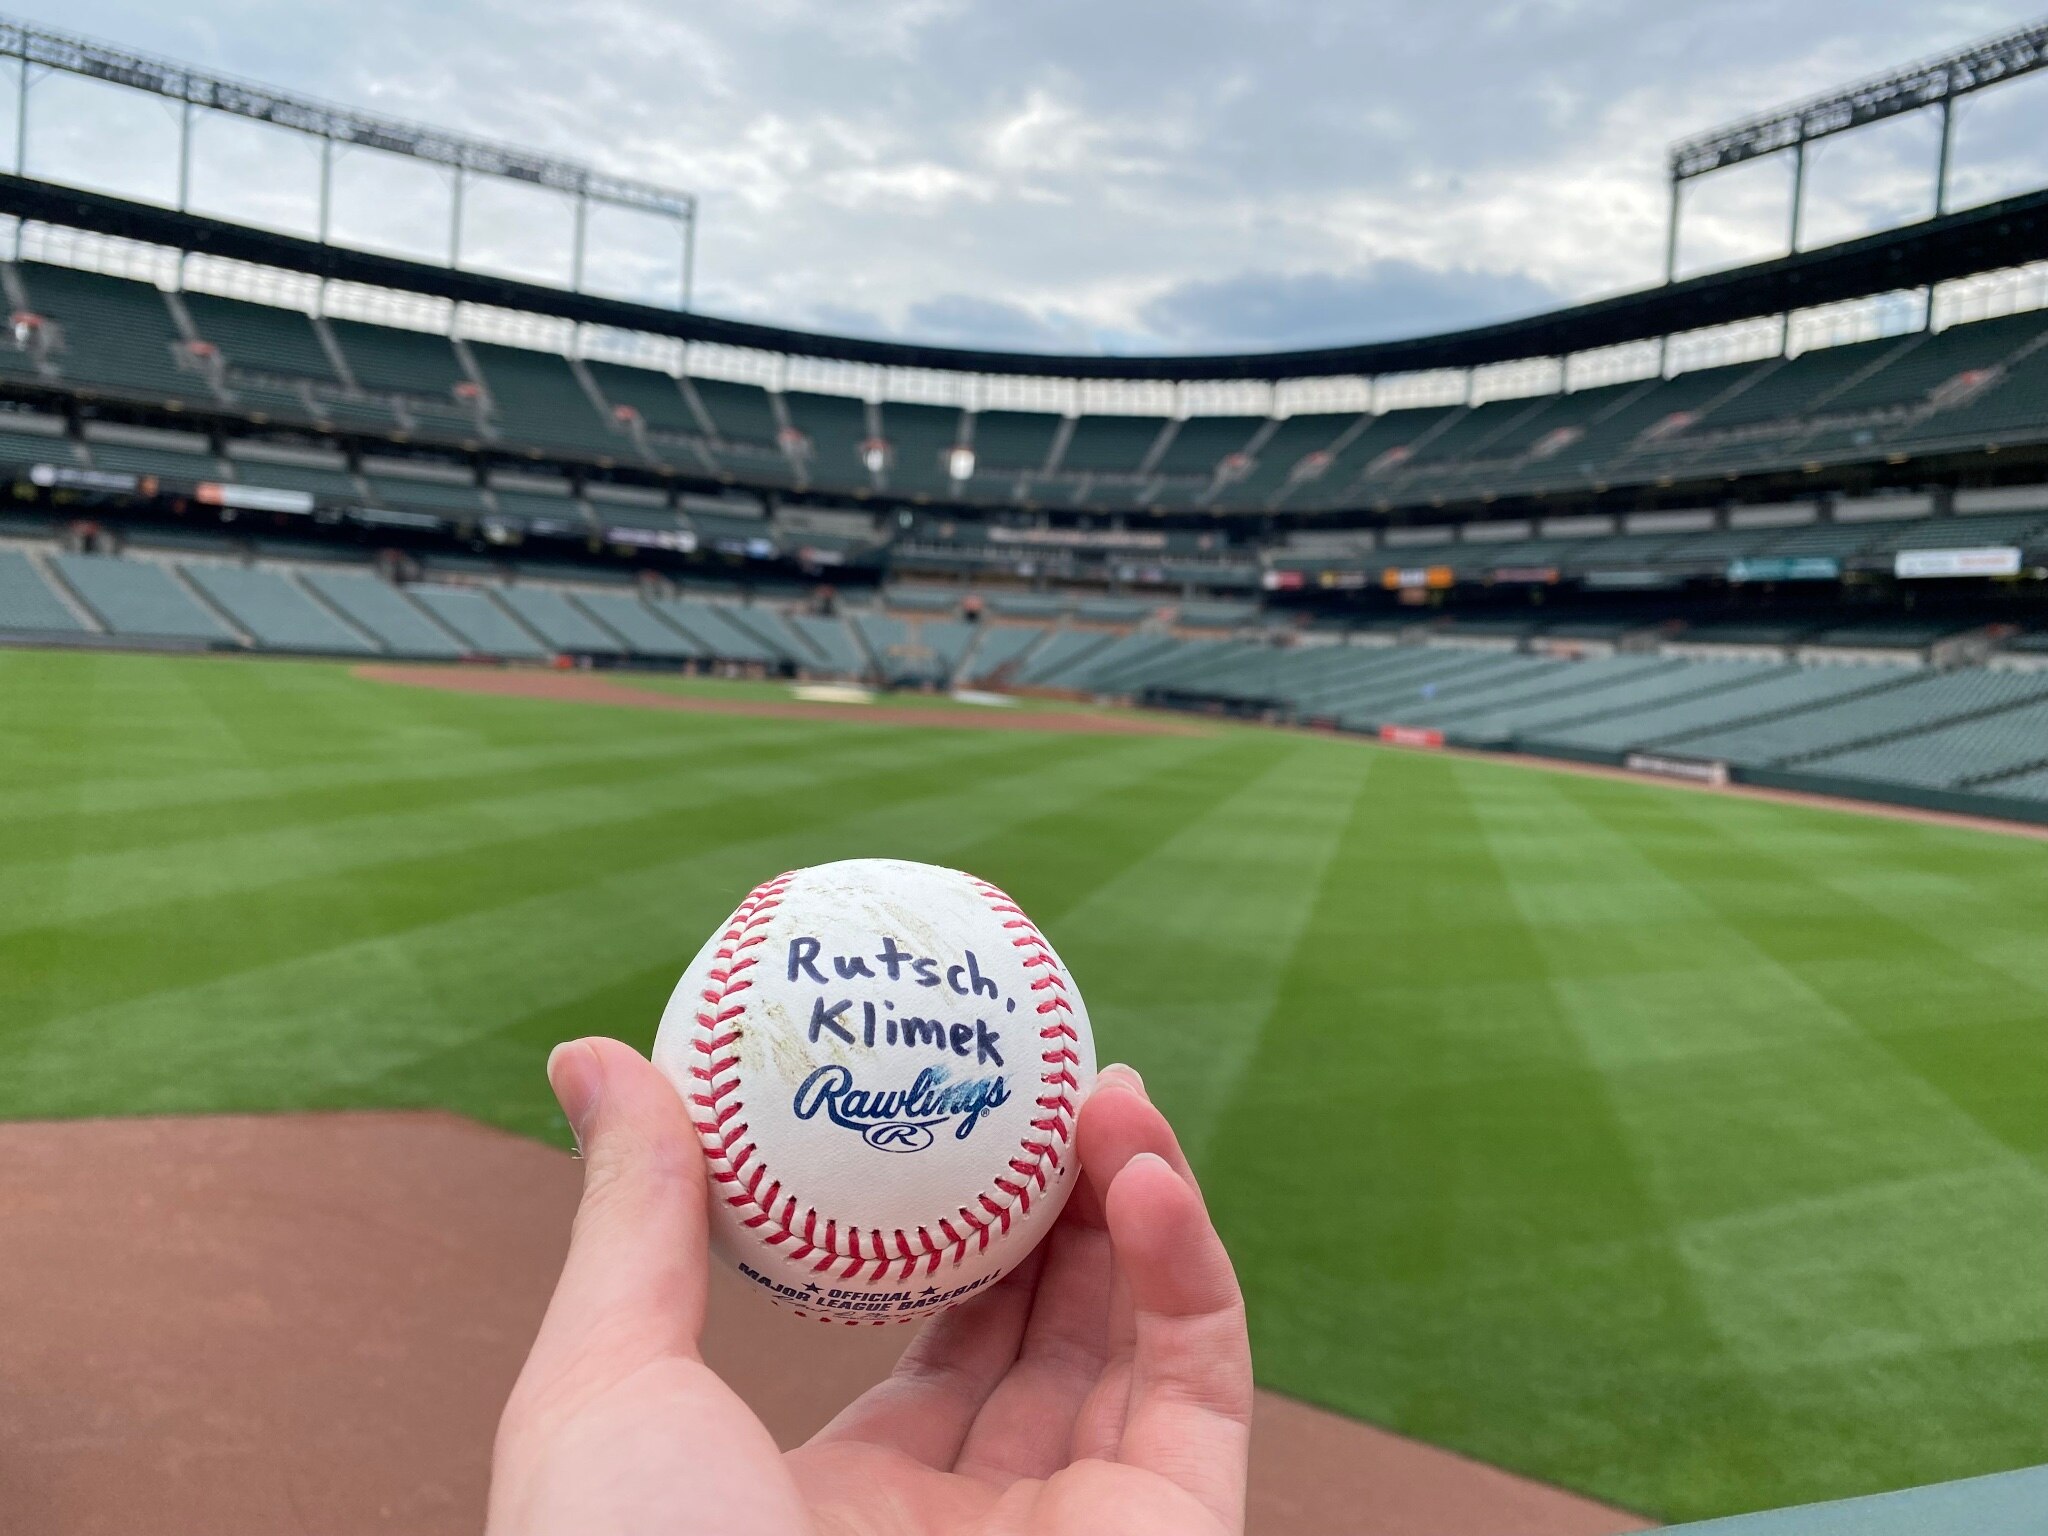 Rutsch,
Klimek
Rawlings®
R
OFFICIAL
MAJOR LEAGUE BASEBALL